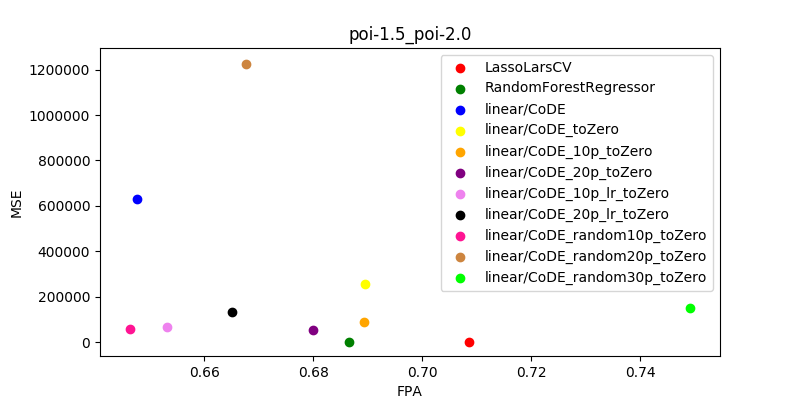 poi-1.5_poi-2.0
LassoLarsCV
RandomForestRegressor
linear/CoDE
linear/CoDE_toZero
linear/CoDE_10p_toZero
linear/CoDE_20p_toZero
linear/CoDE_10p_lr_toZero
linear/CoDE_20p_lr_toZero
linear/CoDE_random10p_toZero
linear/CoDE_random20p_toZero
linear/CoDE_random30p_toZero
MSE
1200000
1000000
800000
600000
400000
200000
0
0.66 0.68 0.70 0.72 0.74
FPA